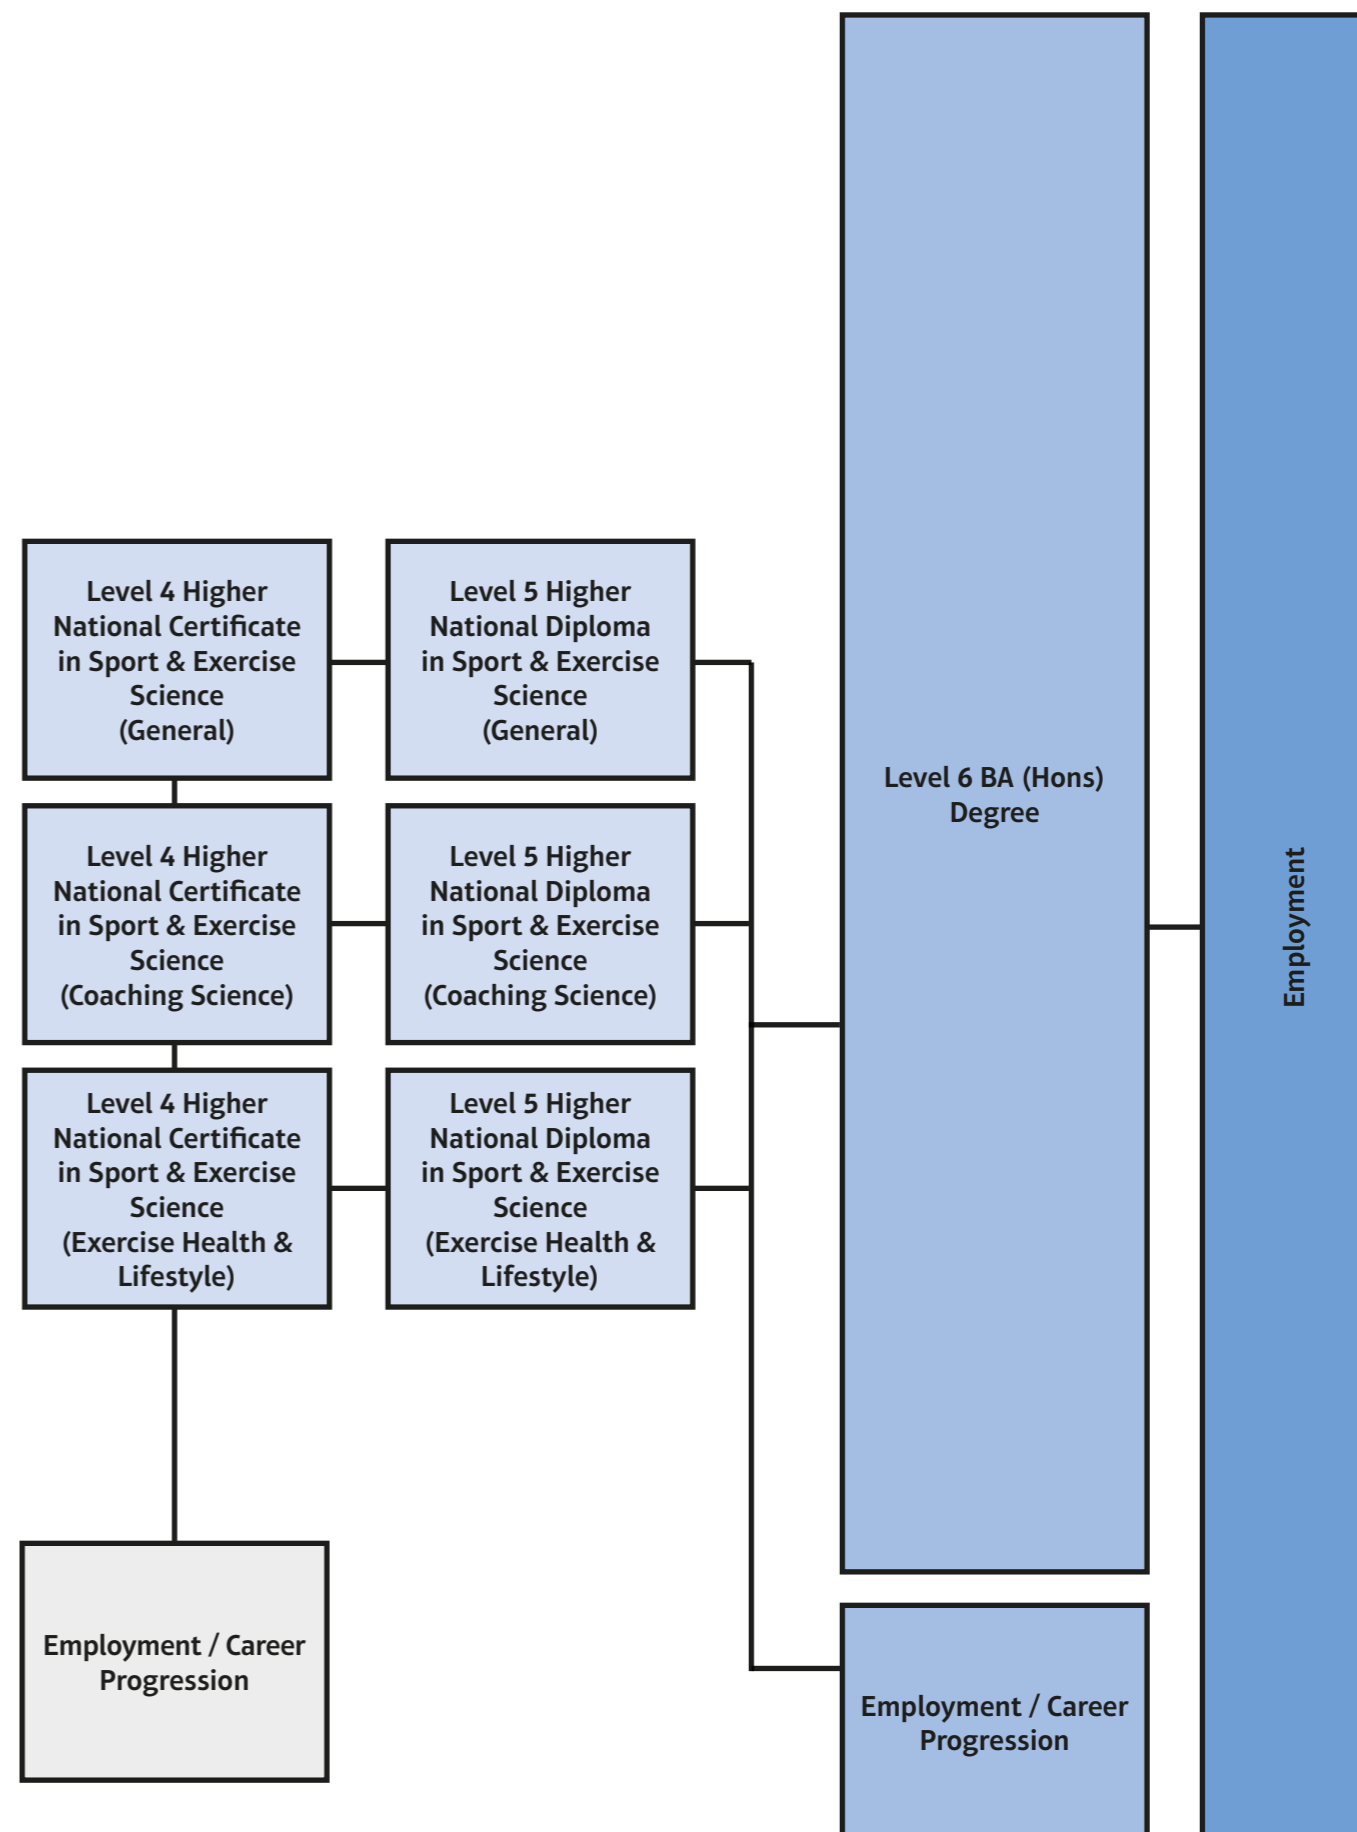 Level 4 Higher
National Certificate
in Sport & Exercise
Science
(General)
Level 5 Higher
National Diploma
in Sport & Exercise
Science
(General)
Level 4 Higher
National Certificate
in Sport & Exercise
Science
(Coaching Science)
Level 5 Higher
National Diploma
in Sport & Exercise
Science
(Coaching Science)
Level 4 Higher
National Certificate
in Sport & Exercise
Science
(Exercise Health &
Lifestyle)
Level 5 Higher
National Diploma
in Sport & Exercise
Science
(Exercise Health &
Lifestyle)
Level 6 BA (Hons)
Degree
Employment
Employment / Career
Progression
Employment / Career
Progression